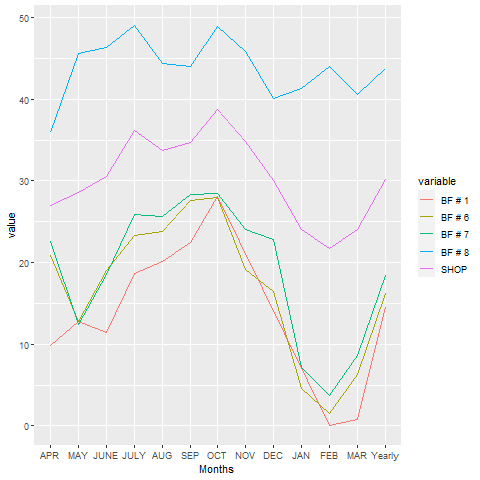 50
40
30
20
10
0
value
APR MAY JUNE JULY AUG SEP OCT NOV DEC JAN FEB MAR Yearly
Months
variable
BF # 1
BF # 6
BF # 7
BF # 8
SHOP